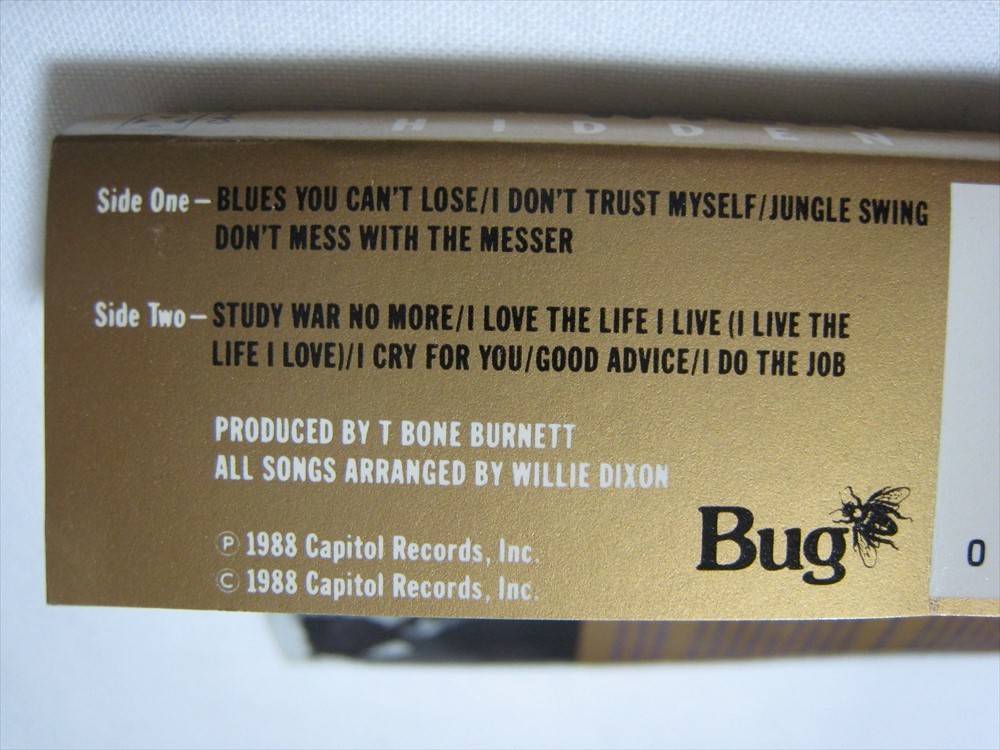 HIDDEN
Side One – BLUES YOU CAN'T LOSE/I DON'T TRUST MYSELF/JUNGLE SWING
DON'T MESS WITH THE MESSER
Side Two – STUDY WAR NO MORE/I LOVE THE LIFE I LIVE (I LIVE THE
LIFE I LOVE)/I CRY FOR YOU/GOOD ADVICE/I DO THE JOB
PRODUCED BY T BONE BURNETT
ALL SONGS ARRANGED BY WILLIE DIXON
Bug
Ⓟ 1988 Capitol Records, Inc.
© 1988 Capitol Records, Inc.
0